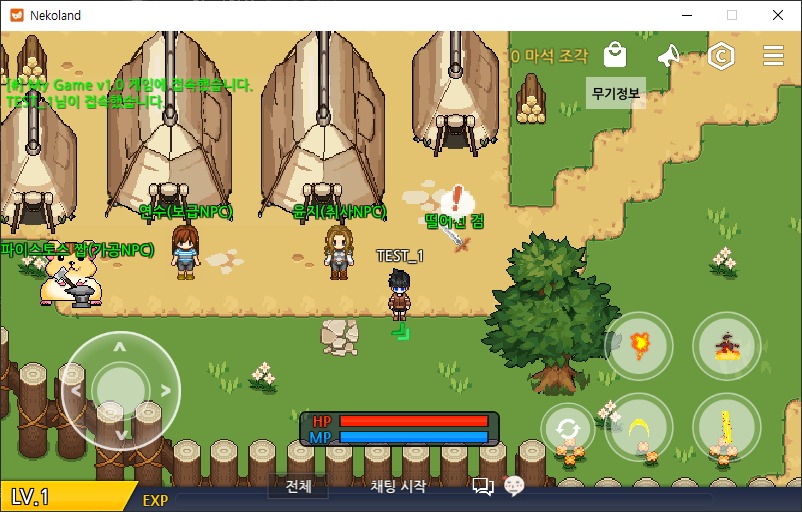 Nekoland
0 마석 조각
[#] My Game v1.0 게임에 접속했습니다.
TEST_1님이 접속했습니다.
무기정보
연수(보급NPC)
윤지(취사NPC)
떨어진 검
파이스토스 짭(가공NPC)
TEST_1
HP
MP
전체
채팅 시작
LV.1
EXP